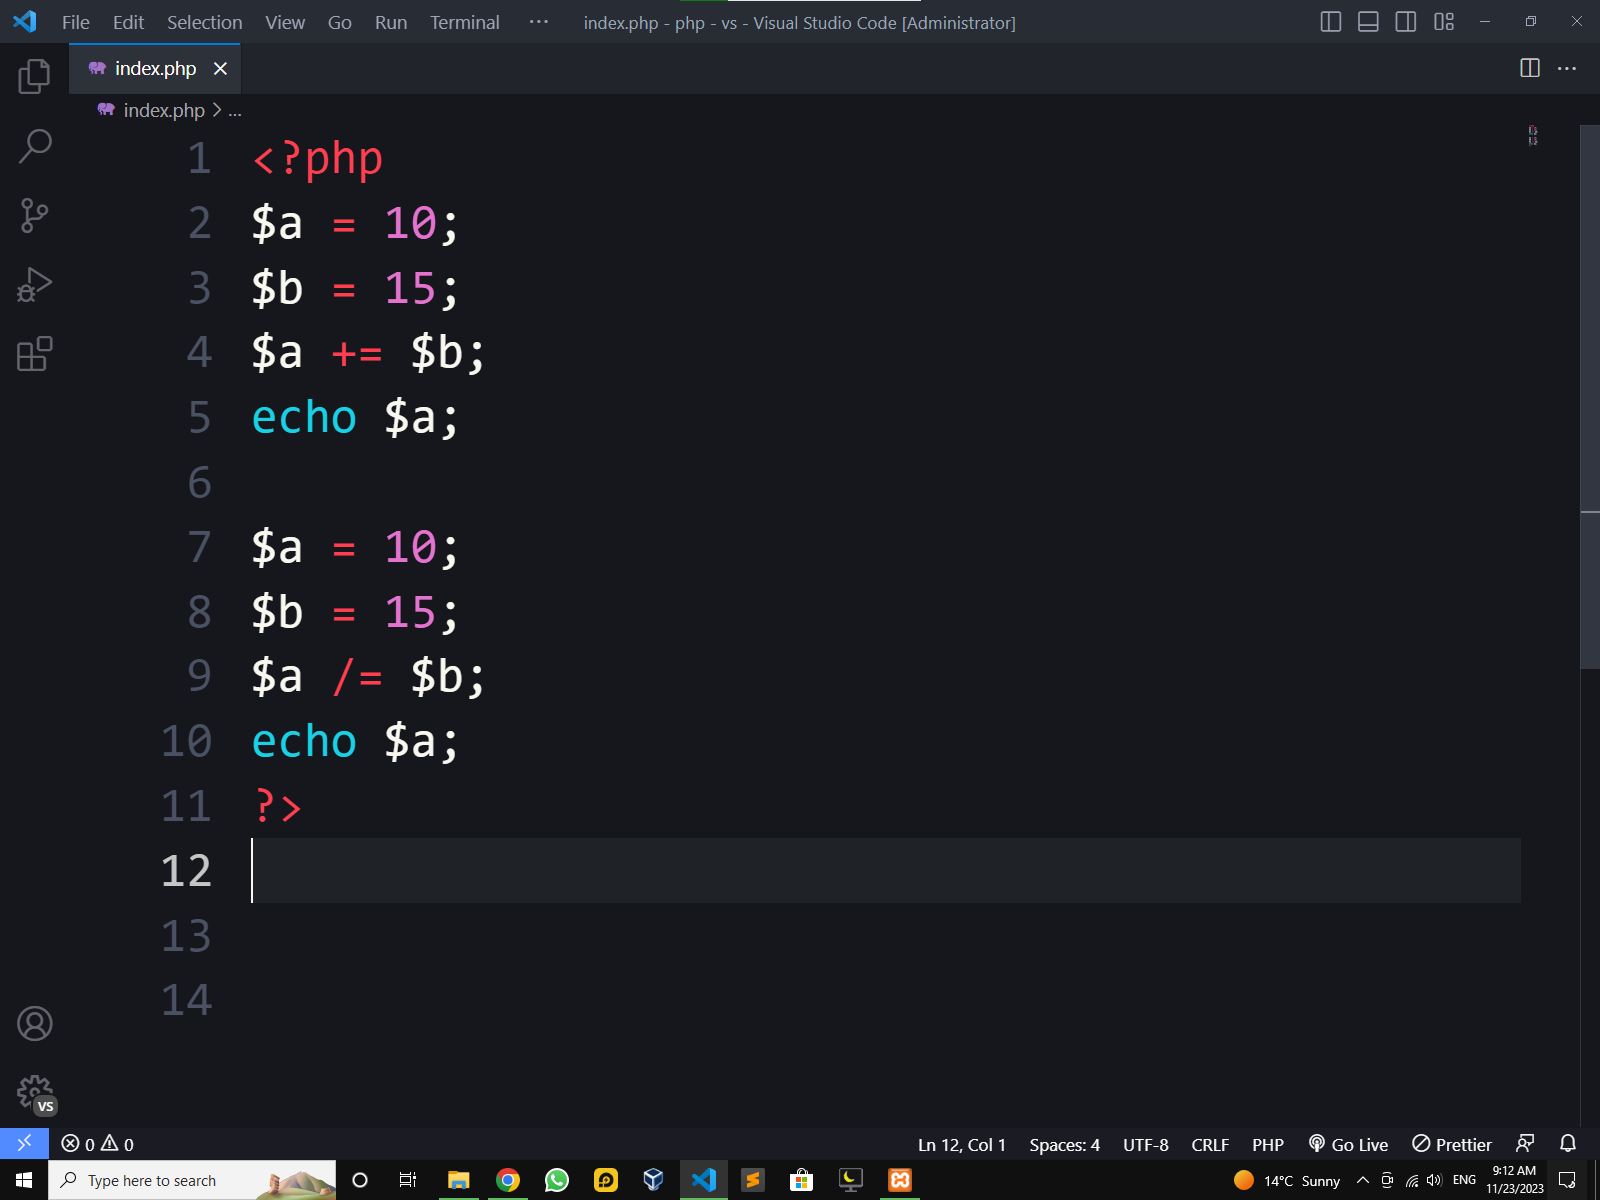 File Edit Selection View Go Run Terminal ··· index.php - php - vs - Visual Studio Code [Administrator]
index.php
index.php > ...
1 <?php
2 $a = 10;
3 $b = 15;
4 $a += $b;
5 echo $a;
6
7 $a = 10;
8 $b = 15;
9 $a /= $b;
10 echo $a;
11 ?>
12
13
14
VS
0 0 Ln 12, Col 1 Spaces: 4 UTF-8 CRLF PHP Go Live Prettier
Type here to search 14°C Sunny ENG 9:12 AM
11/23/2023